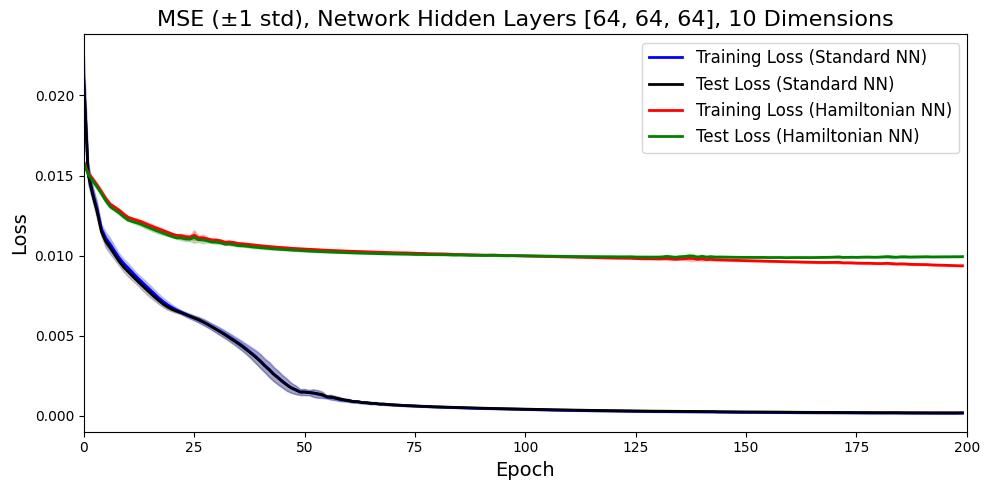 MSE (±1 std), Network Hidden Layers [64, 64, 64], 10 Dimensions
Training Loss (Standard NN)
Test Loss (Standard NN)
Training Loss (Hamiltonian NN)
Test Loss (Hamiltonian NN)
Loss
0.020
0.015
0.010
0.005
0.000
0 25 50 75 100 125 150 175 200
Epoch